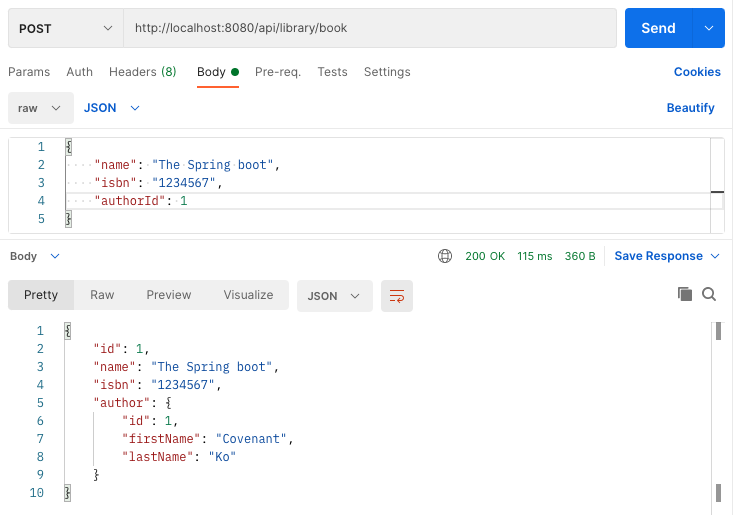 POST http://localhost:8080/api/library/book Send
Params Auth Headers (8) Body Pre-req. Tests Settings Cookies
raw JSON Beautify
1 {
2 "name": "The Spring boot",
3 "isbn": "1234567",
4 "authorId": 1
5 }
Body 200 OK 115 ms 360 B Save Response
Pretty Raw Preview Visualize JSON
1 {
2 "id": 1,
3 "name": "The Spring boot",
4 "isbn": "1234567",
5 "author": {
6 "id": 1,
7 "firstName": "Covenant",
8 "lastName": "Ko"
9 }
10 }